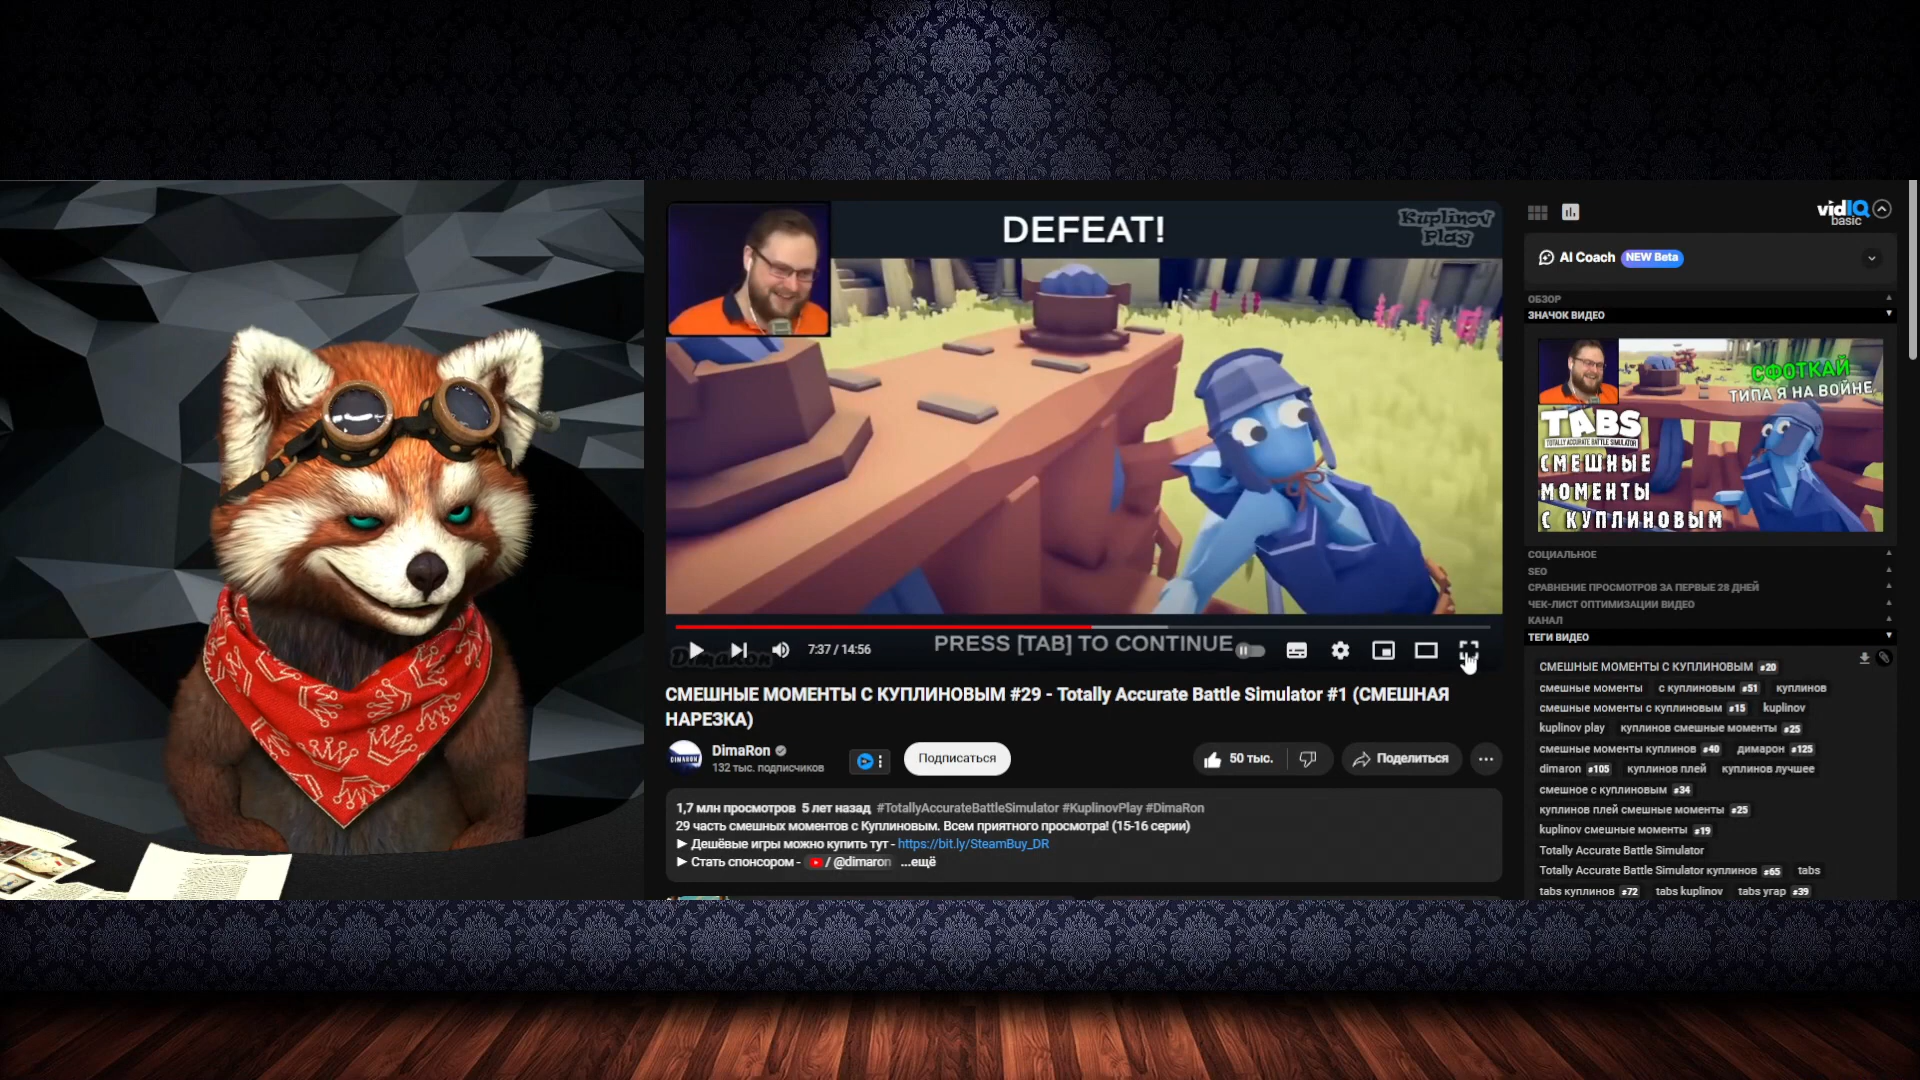 DEFEAT!
Kuplinov
Play
PRESS [TAB] TO CONTINUE
DimaRon
7:37 / 14:56
СМЕШНЫЕ МОМЕНТЫ С КУПЛИНОВЫМ #29 - Totally Accurate Battle Simulator #1 (СМЕШНАЯ
НАРЕЗКА)
DimaRon
132 тыс. подписчиков
Подписаться
50 тыс.
Поделиться
1,7 млн просмотров 5 лет назад #TotallyAccurateBattleSimulator #KuplinovPlay #DimaRon
29 часть смешных моментов с Куплиновым. Всем приятного просмотра! (15-16 серии)
► Дешёвые игры можно купить тут - https://bit.ly/SteamBuy_DR
► Стать спонсором - / @dimaron ...ещё
vidIQ
basic
AI Coach NEW Beta
ОБЗОР
ЗНАЧОК ВИДЕО
СФОТКАЙ
ТИПА Я НА ВОЙНЕ
TABS
TOTALLY ACCURATE BATTLE SIMULATOR
СМЕШНЫЕ
МОМЕНТЫ
С КУПЛИНОВЫМ
СОЦИАЛЬНОЕ
SEO
СРАВНЕНИЕ ПРОСМОТРОВ ЗА ПЕРВЫЕ 28 ДНЕЙ
ЧЕК-ЛИСТ ОПТИМИЗАЦИИ ВИДЕО
КАНАЛ
ТЕГИ ВИДЕО
СМЕШНЫЕ МОМЕНТЫ С КУПЛИНОВЫМ #20
смешные моменты с куплиновым #51 куплинов
смешные моменты с куплиновым #15 kuplinov
kuplinov play куплинов смешные моменты #25
смешные моменты куплинов #40 димарон #125
dimaron #105 куплинов плей куплинов лучшее
смешное с куплиновым #34
куплинов плей смешные моменты #25
kuplinov смешные моменты #19
Totally Accurate Battle Simulator
Totally Accurate Battle Simulator куплинов #65 tabs
tabs куплинов #72 tabs kuplinov tabs угар #39